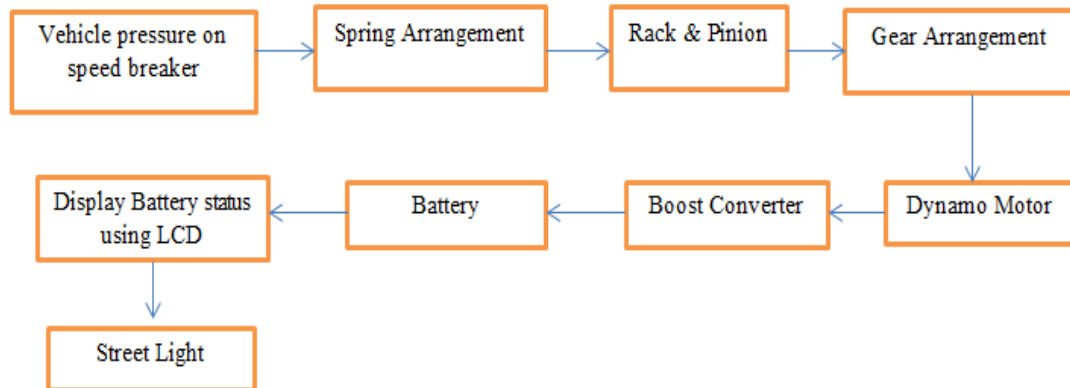 Vehicle pressure on
speed breaker
Spring Arrangement
Rack & Pinion
Gear Arrangement
Dynamo Motor
Boost Converter
Battery
Display Battery status
using LCD
Street Light